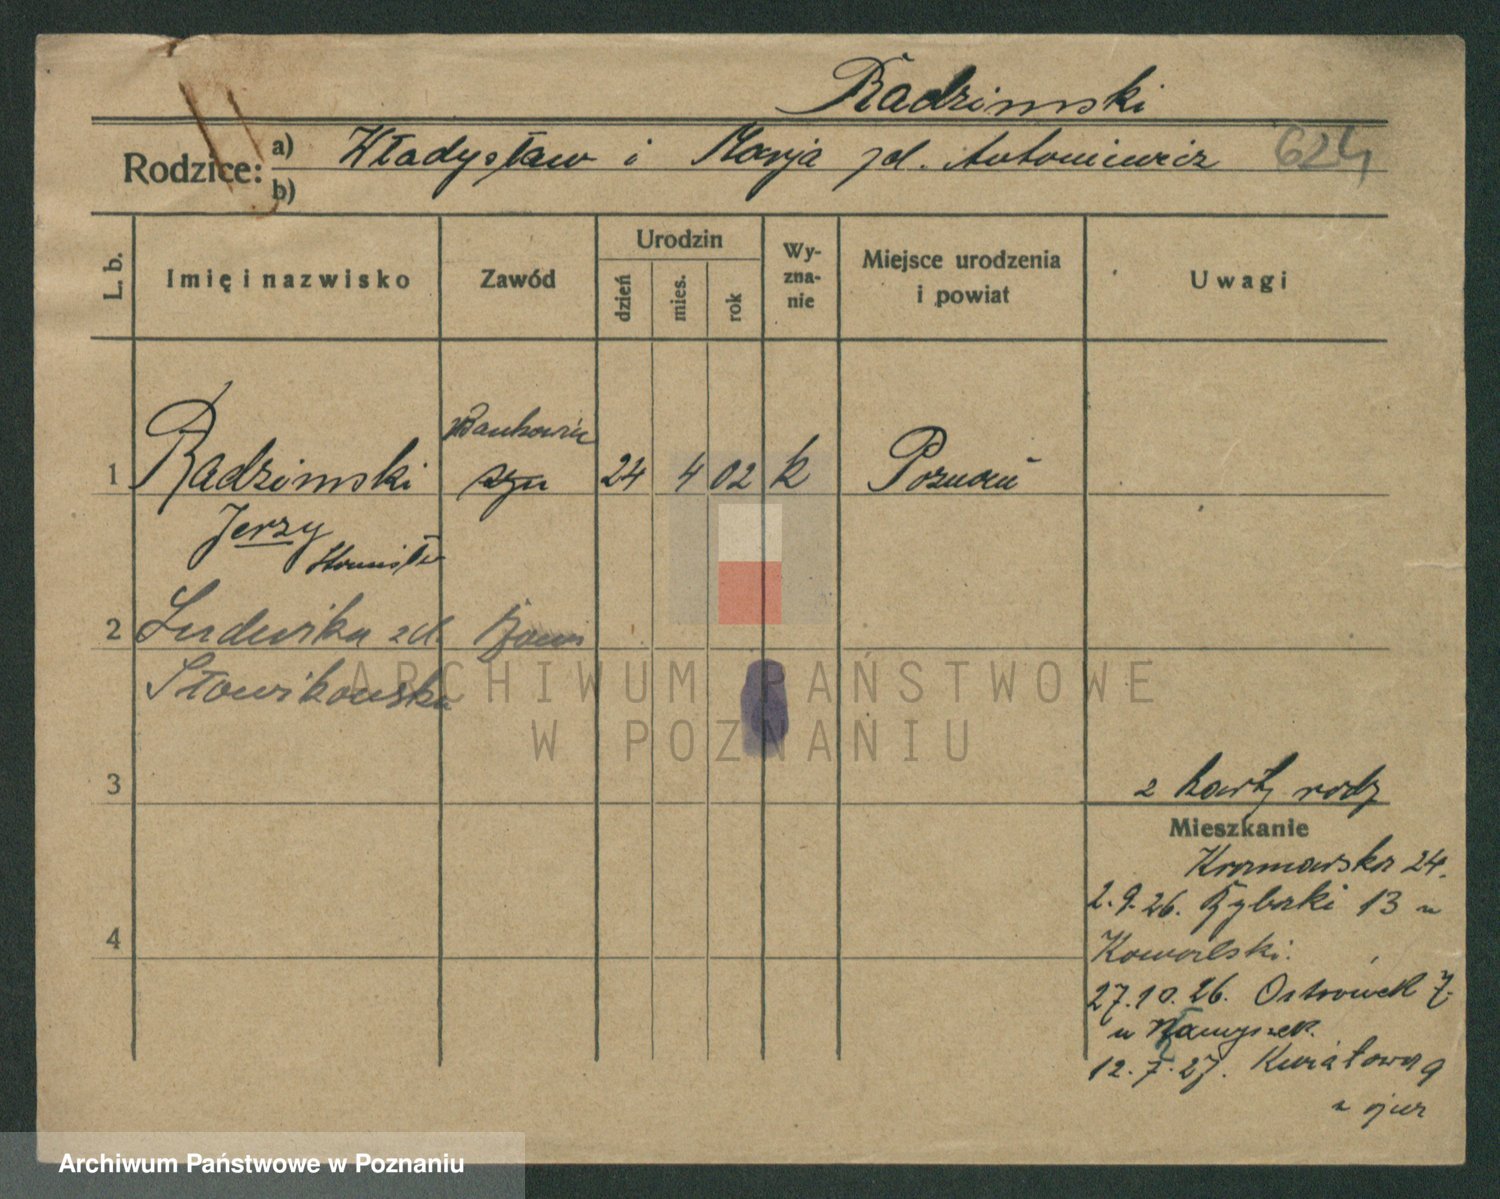 Radzimski
Rodzice: a) Władysław i Marja zd. Antoniewicz 624
b)
L. b.
Imię i nazwisko
Zawód
Urodzin
dzień
mies.
rok
Wy-
zna-
nie
Miejsce urodzenia
i powiat
Uwagi
1 Radzimski
Jerzy
Stanisław
24 4 02 k Poznań
2 Ludwika zd.
Słowikowska
3
z karty rodz
Mieszkanie
Kramarska 24.
2.9.26. Rybaki 13 u
4
Kowalski.
27.10.26. Ostrówek 7.
u
12.7.27. Kwiatowa 9
u ojca
ARCHIWUM PAŃSTWOWE
W POZNANIU
Archiwum Państwowe w Poznaniu